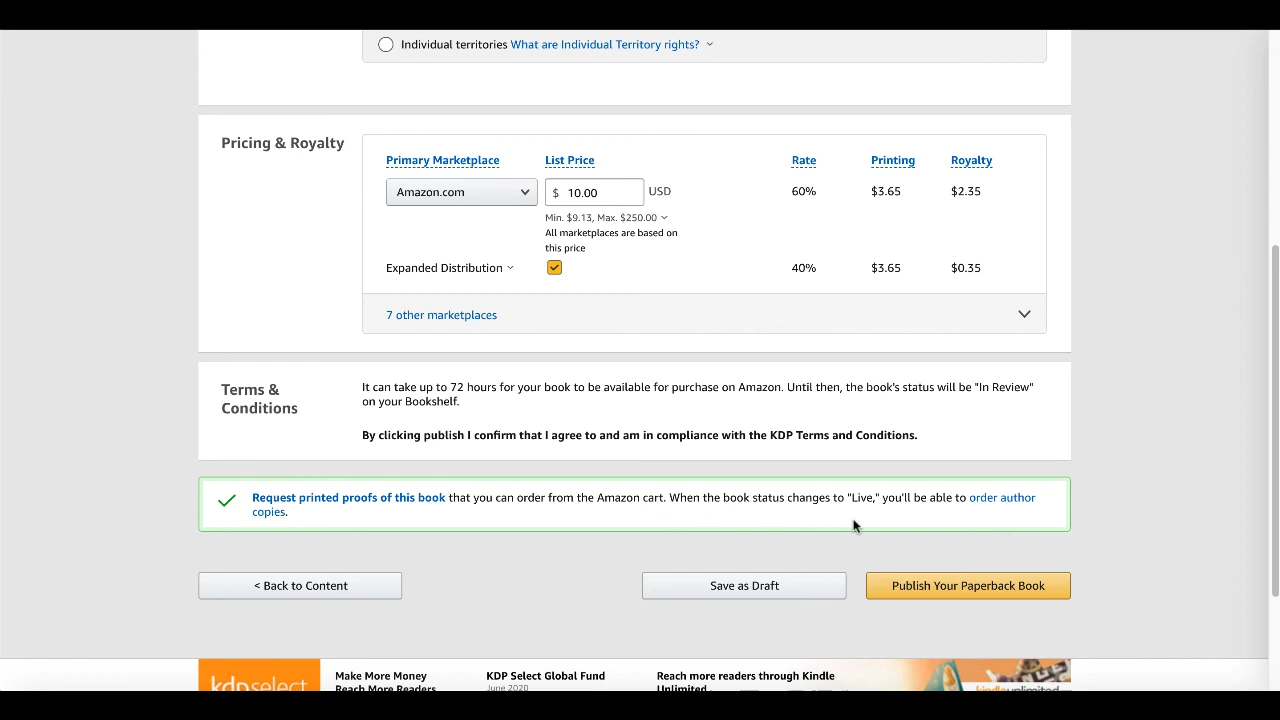 Individual territories What are Individual Territory rights?
Pricing & Royalty
Primary Marketplace List Price Rate Printing Royalty
Amazon.com $ 10.00 USD 60% $3.65 $2.35
Min. $9.13, Max. $250.00
All marketplaces are based on
this price
Expanded Distribution 40% $3.65 $0.35
7 other marketplaces
Terms &
Conditions
It can take up to 72 hours for your book to be available for purchase on Amazon. Until then, the book's status will be "In Review"
on your Bookshelf.
By clicking publish I confirm that I agree to and am in compliance with the KDP Terms and Conditions.
Request printed proofs of this book that you can order from the Amazon cart. When the book status changes to "Live," you'll be able to order author
copies.
< Back to Content Save as Draft Publish Your Paperback Book
kdpselect
Make More Money
Reach More Readers
KDP Select Global Fund
June 2020
Reach more readers through Kindle
Unlimited
kindleunlimited